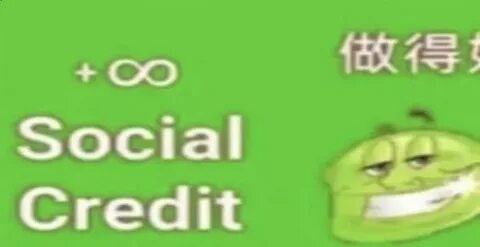 +∞
Social
Credit
做得